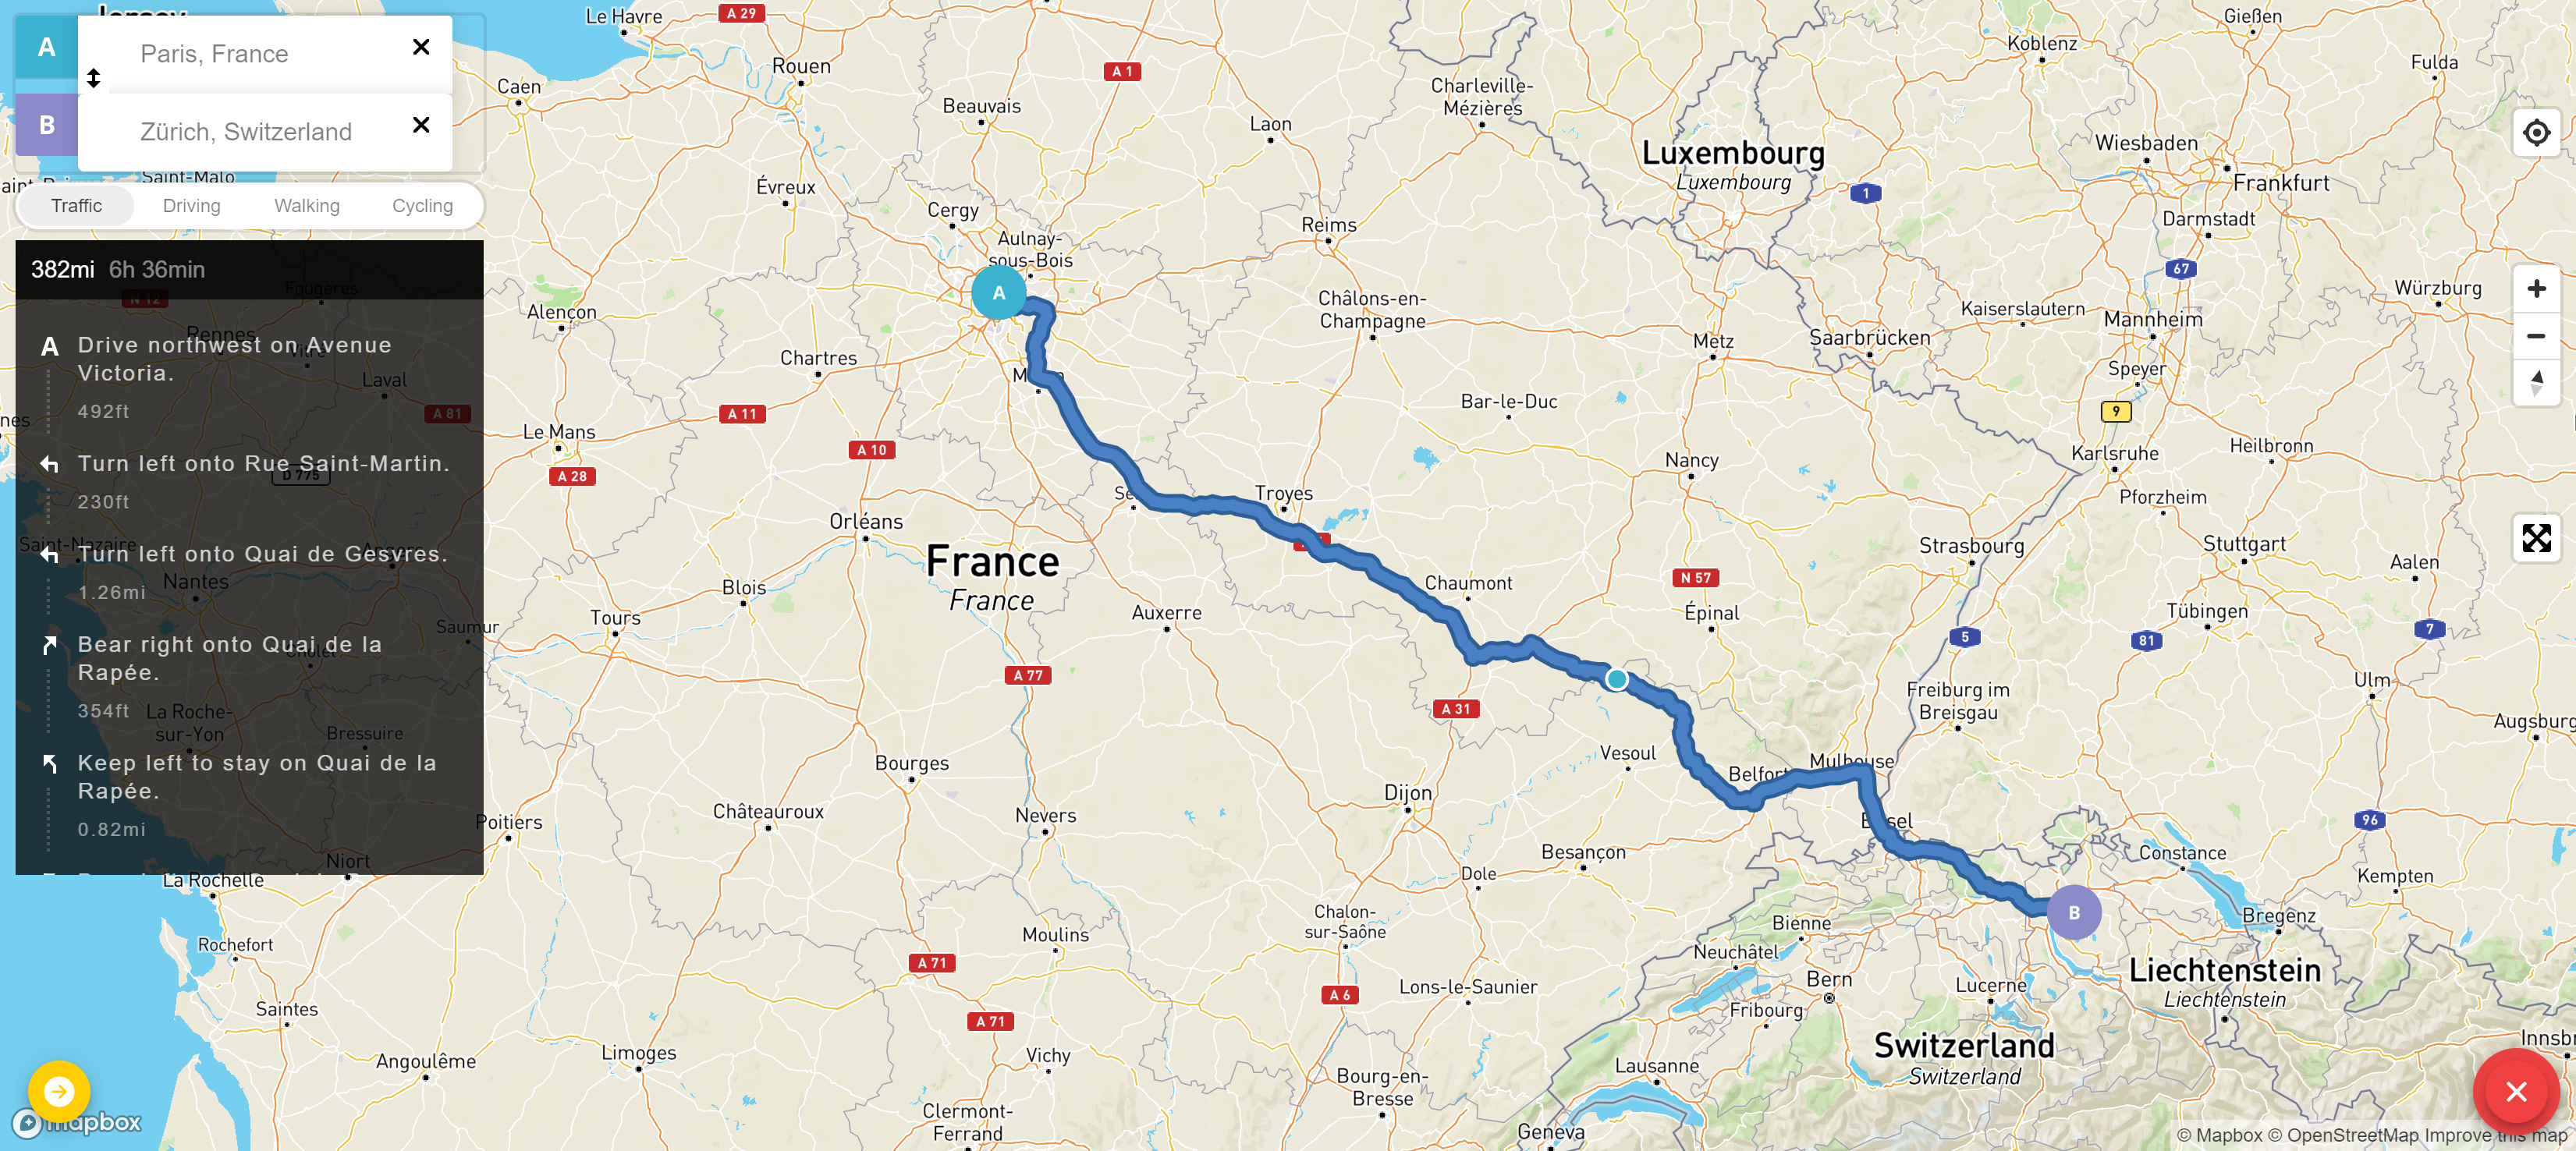 A
Paris, France
B
Zürich, Switzerland
Traffic
Driving
Walking
Cycling
382mi 6h 36min
A
Drive northwest on Avenue
Victoria.
492ft
Turn left onto Rue Saint-Martin.
230ft
Turn left onto Quai de Gesvres.
1.26mi
Bear right onto Quai de la
Rapée.
354ft
Keep left to stay on Quai de la
Rapée.
0.82mi
Jersey
Saint-Malo
N 12
Fougères
Rennes
Vitré
Laval
A 81
D 775
Saint-Nazaire
Nantes
Saumur
Cholet
La Roche-
sur-Yon
Bressuire
Niort
La Rochelle
Rochefort
Saintes
Angoulême
Le Havre
A 29
Rouen
Caen
Beauvais
A 1
Laon
Charleville-
Mézières
Évreux
Cergy
Aulnay-
sous-Bois
A
Reims
Châlons-en-
Champagne
Alençon
Chartres
A 11
A 10
Le Mans
A 28
Bar-le-Duc
Orléans
Troyes
France
France
Chaumont
Blois
Tours
Auxerre
A 77
A 31
Bourges
Châteauroux
Nevers
Poitiers
Dijon
Vesoul
Besançon
Dole
Chalon-
sur-Saône
Moulins
A 71
A 6
A 71
Lons-le-Saunier
Limoges
Vichy
Bourg-en-
Bresse
Clermont-
Ferrand
Geneva
Lausanne
Luxembourg
Luxembourg
1
Koblenz
Gießen
Fulda
Wiesbaden
Frankfurt
Darmstadt
67
Würzburg
Kaiserslautern
Mannheim
Saarbrücken
Metz
Speyer
9
Karlsruhe
Heilbronn
Nancy
Pforzheim
Strasbourg
Stuttgart
Aalen
N 57
Épinal
Tübingen
5
81
7
Freiburg im
Breisgau
Ulm
Augsburg
Belfort
Mulhouse
Basel
96
Constance
Kempten
B
Bregenz
Bienne
Neuchâtel
Bern
Lucerne
Fribourg
Liechtenstein
Liechtenstein
Switzerland
Switzerland
mapbox
© Mapbox © OpenStreetMap Improve this map